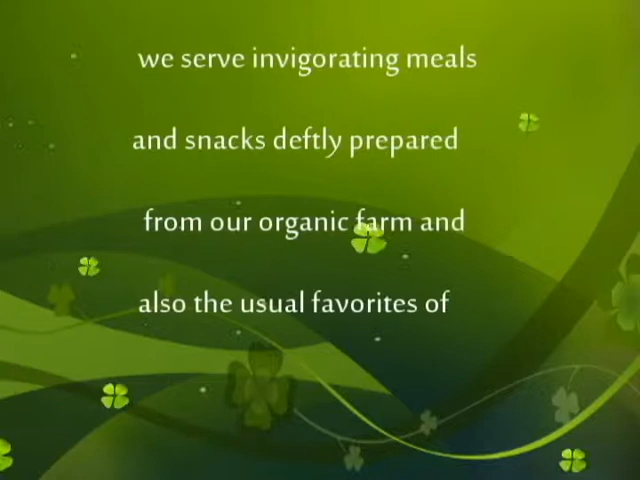 we serve invigorating meals
and snacks deftly prepared
from our organic farm and
also the usual favorites of